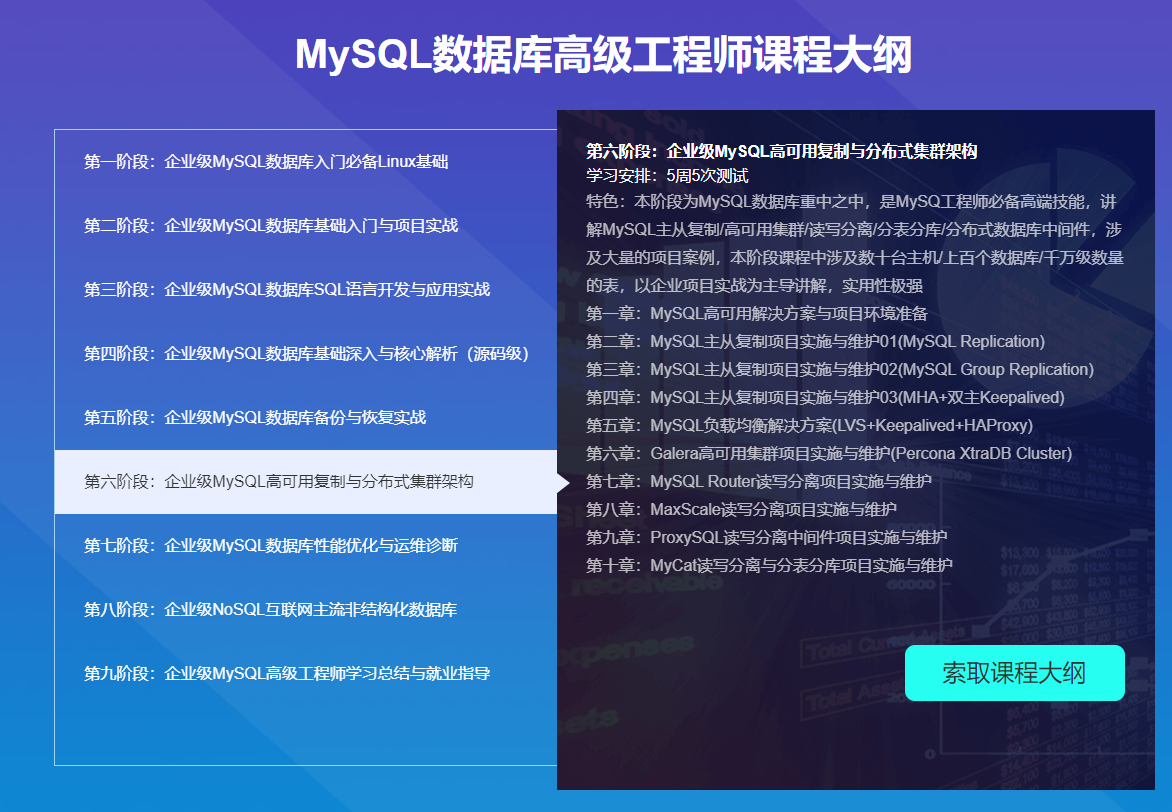 MySQL数据库高级工程师课程大纲
第一阶段：企业级MySQL数据库入门必备Linux基础
第二阶段：企业级MySQL数据库基础入门与项目实战
第三阶段：企业级MySQL数据库SQL语言开发与应用实战
第四阶段：企业级MySQL数据库基础深入与核心解析（源码级）
第五阶段：企业级MySQL数据库备份与恢复实战
第六阶段：企业级MySQL高可用复制与分布式集群架构
第七阶段：企业级MySQL数据库性能优化与运维诊断
第八阶段：企业级NoSQL互联网主流非结构化数据库
第九阶段：企业级MySQL高级工程师学习总结与就业指导
第六阶段：企业级MySQL高可用复制与分布式集群架构
学习安排：5周5次测试
特色：本阶段为MySQL数据库重中之中，是MySQ工程师必备高端技能，讲
解MySQL主从复制/高可用集群/读写分离/分表分库/分布式数据库中间件，涉
及大量的项目案例，本阶段课程中涉及数十台主机/上百个数据库/千万级数量
的表，以企业项目实战为主导讲解，实用性极强
第一章：MySQL高可用解决方案与项目环境准备
第二章：MySQL主从复制项目实施与维护01(MySQL Replication)
第三章：MySQL主从复制项目实施与维护02(MySQL Group Replication)
第四章：MySQL主从复制项目实施与维护03(MHA+双主Keepalived)
第五章：MySQL负载均衡解决方案(LVS+Keepalived+HAProxy)
第六章：Galera高可用集群项目实施与维护(Percona XtraDB Cluster)
第七章：MySQL Router读写分离项目实施与维护
第八章：MaxScale读写分离项目实施与维护
第九章：ProxySQL读写分离中间件项目实施与维护
第十章：MyCat读写分离与分表分库项目实施与维护
索取课程大纲